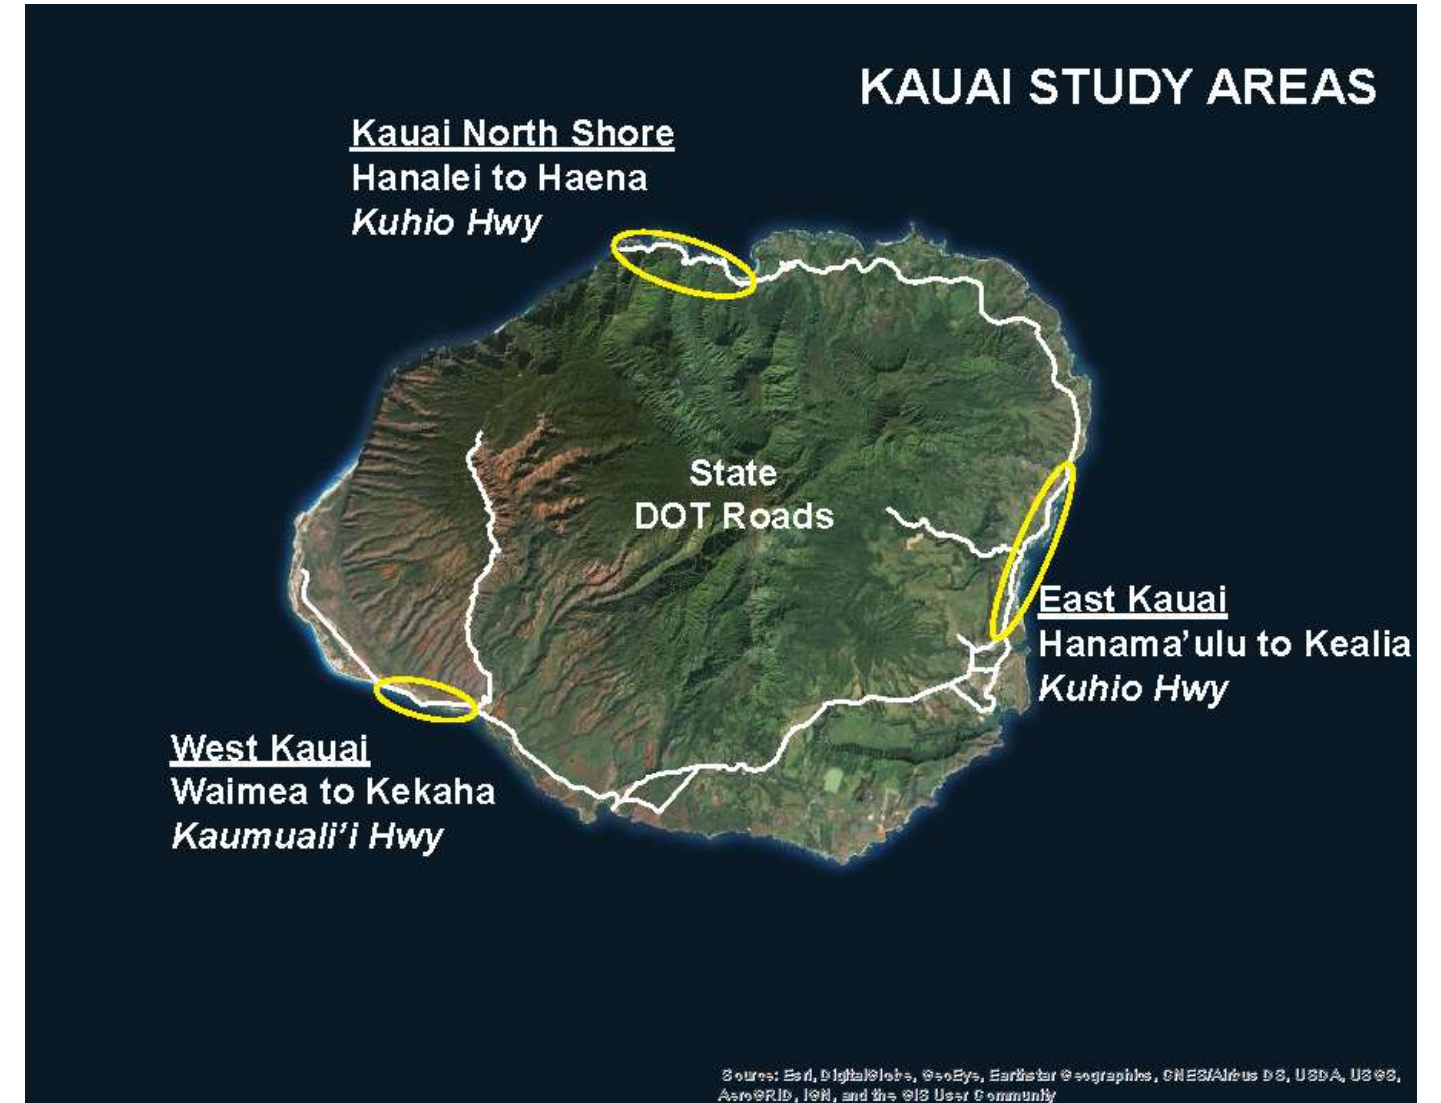 KAUAI STUDY AREAS
Kauai North Shore
Hanalei to Haena
Kuhio Hwy
State
DOT Roads
East Kauai
Hanama'ulu to Kealia
Kuhio Hwy
West Kauai
Waimea to Kekaha
Kaumuali'i Hwy
Source: Esri, DigitalGlobe, GeoEye, Earthstar Geographics, CNES/Airbus DS, USDA, USGS,
AeroGRID, IGN, and the GIS User Community